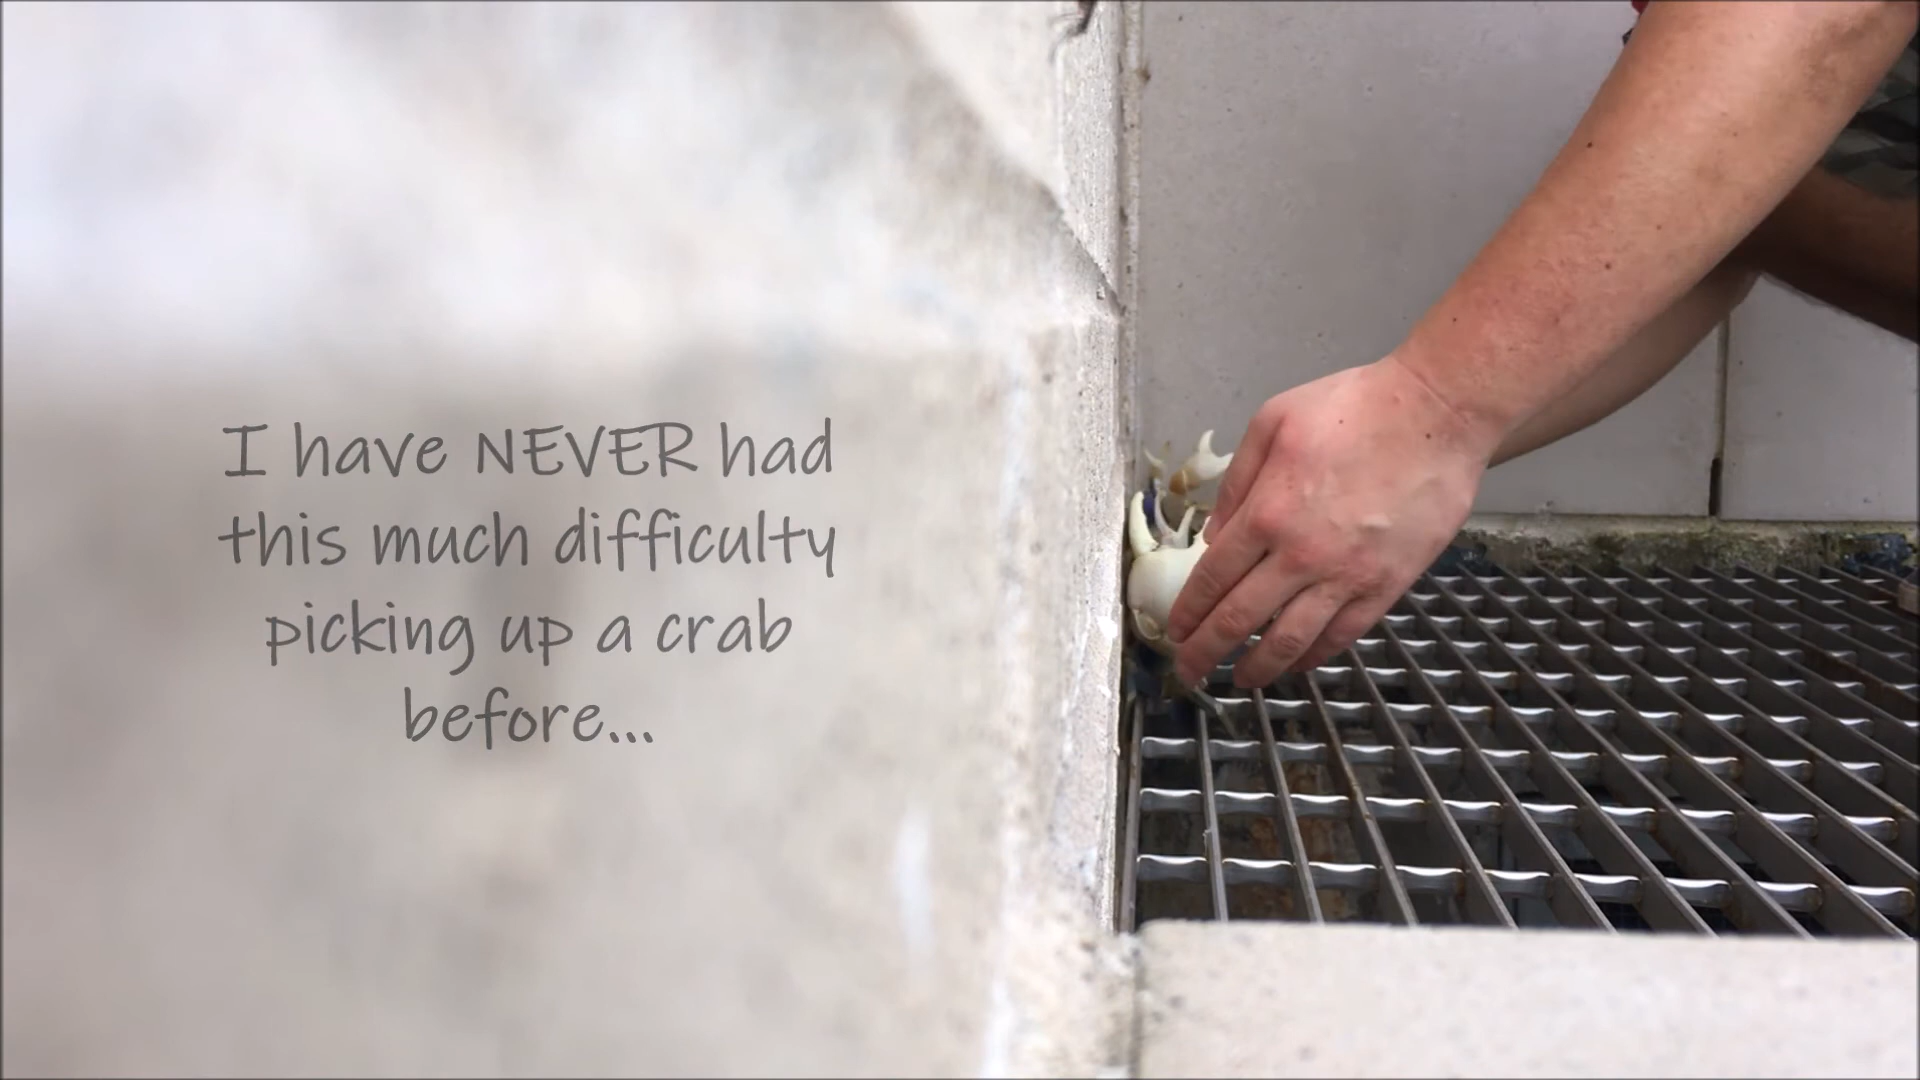 I have NEVER had
this much difficulty
picking up a crab
before...